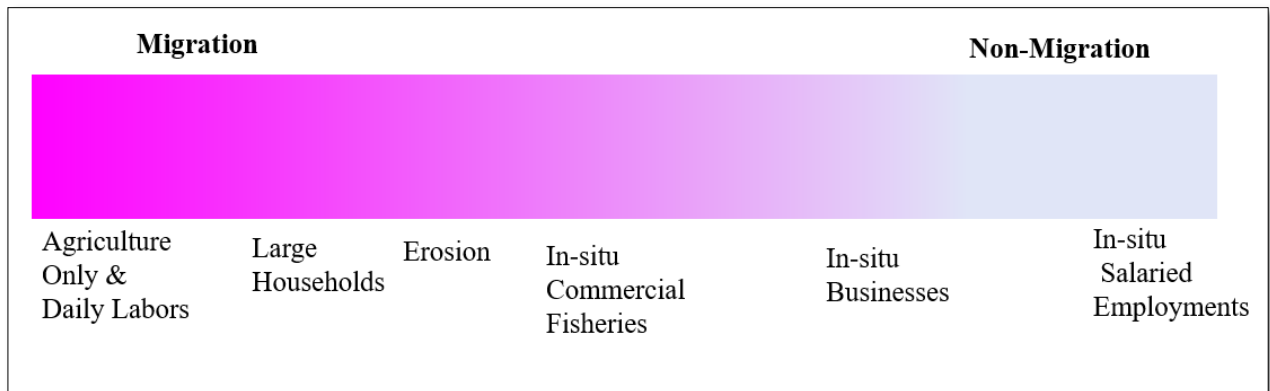 Migration
Non-Migration
Agriculture
Only &
Daily Labors
Large
Households
Erosion
In-situ
Commercial
Fisheries
In-situ
Businesses
In-situ
Salaried
Employments